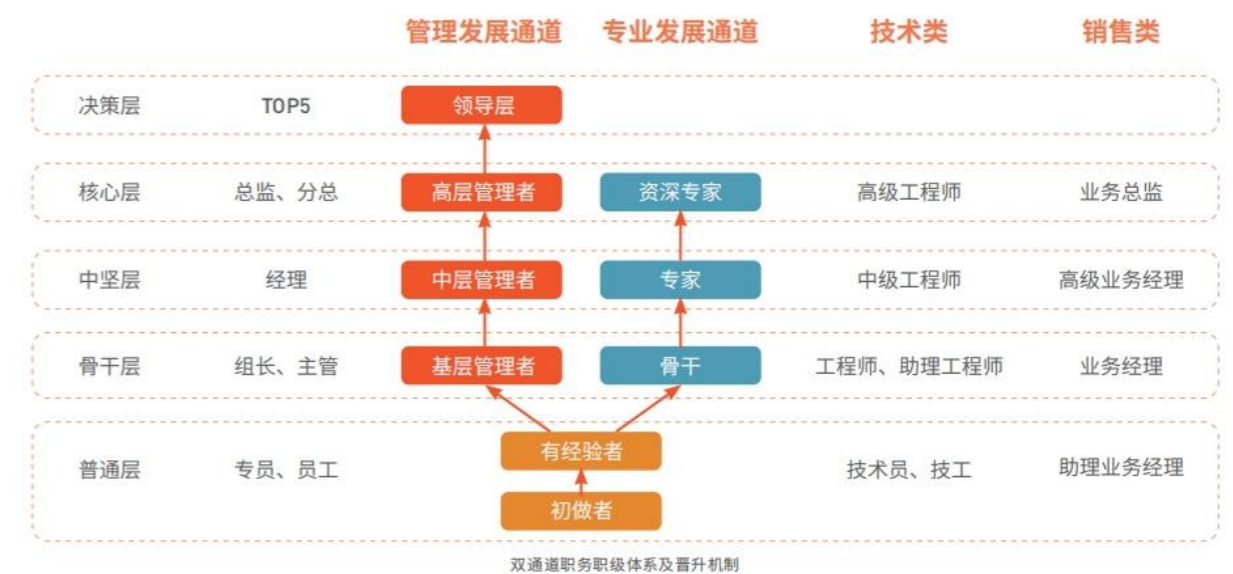 管理发展通道 专业发展通道 技术类 销售类
决策层 TOP5 领导层
核心层 总监、分总 高层管理者 资深专家 高级工程师 业务总监
中坚层 经理 中层管理者 专家 中级工程师 高级业务经理
骨干层 组长、主管 基层管理者 骨干 工程师、助理工程师 业务经理
有经验者
普通层 专员、员工 技术员、技工 助理业务经理
初做者
双通道职务职级体系及晋升机制